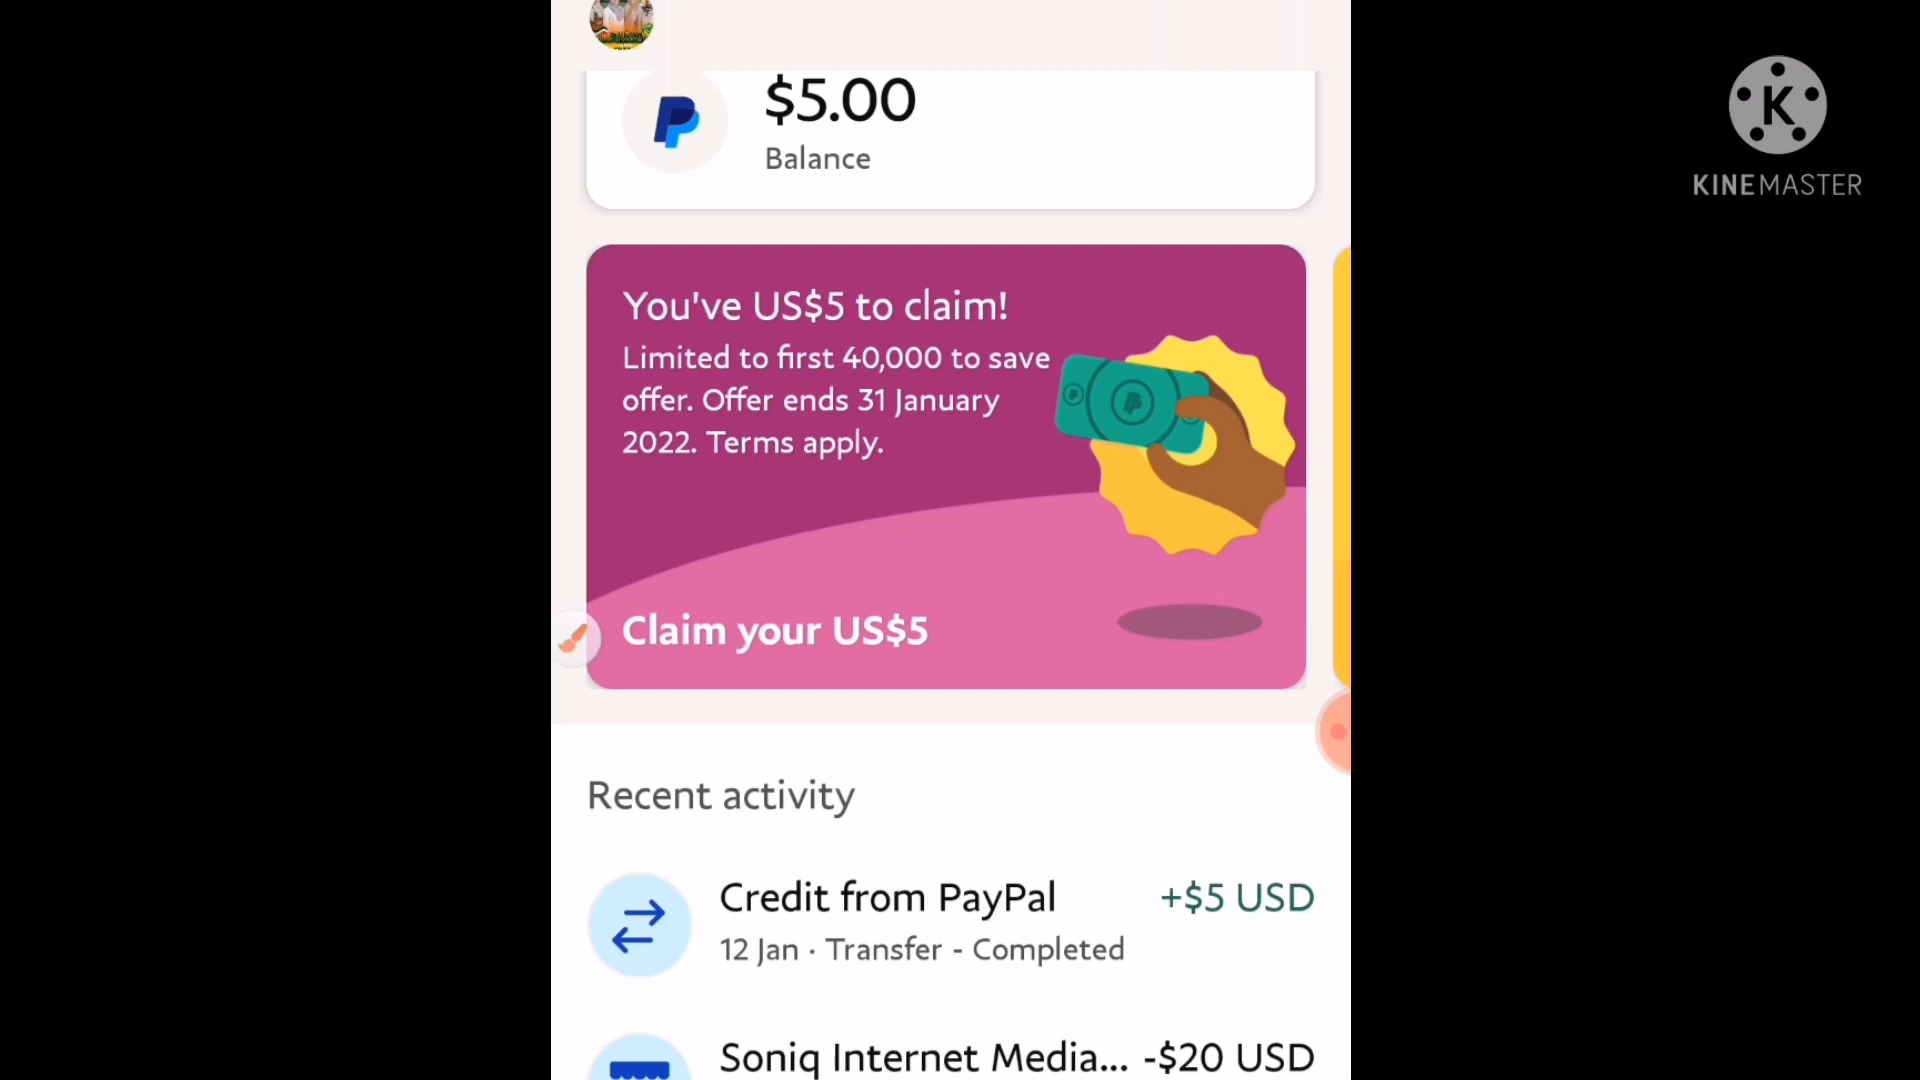 $5.00
Balance
K
KINEMASTER
You've US$5 to claim!
Limited to first 40,000 to save
offer. Offer ends 31 January
2022. Terms apply.
Claim your US$5
Recent activity
Credit from PayPal +$5 USD
12 Jan · Transfer - Completed
Soniq Internet Media... -$20 USD